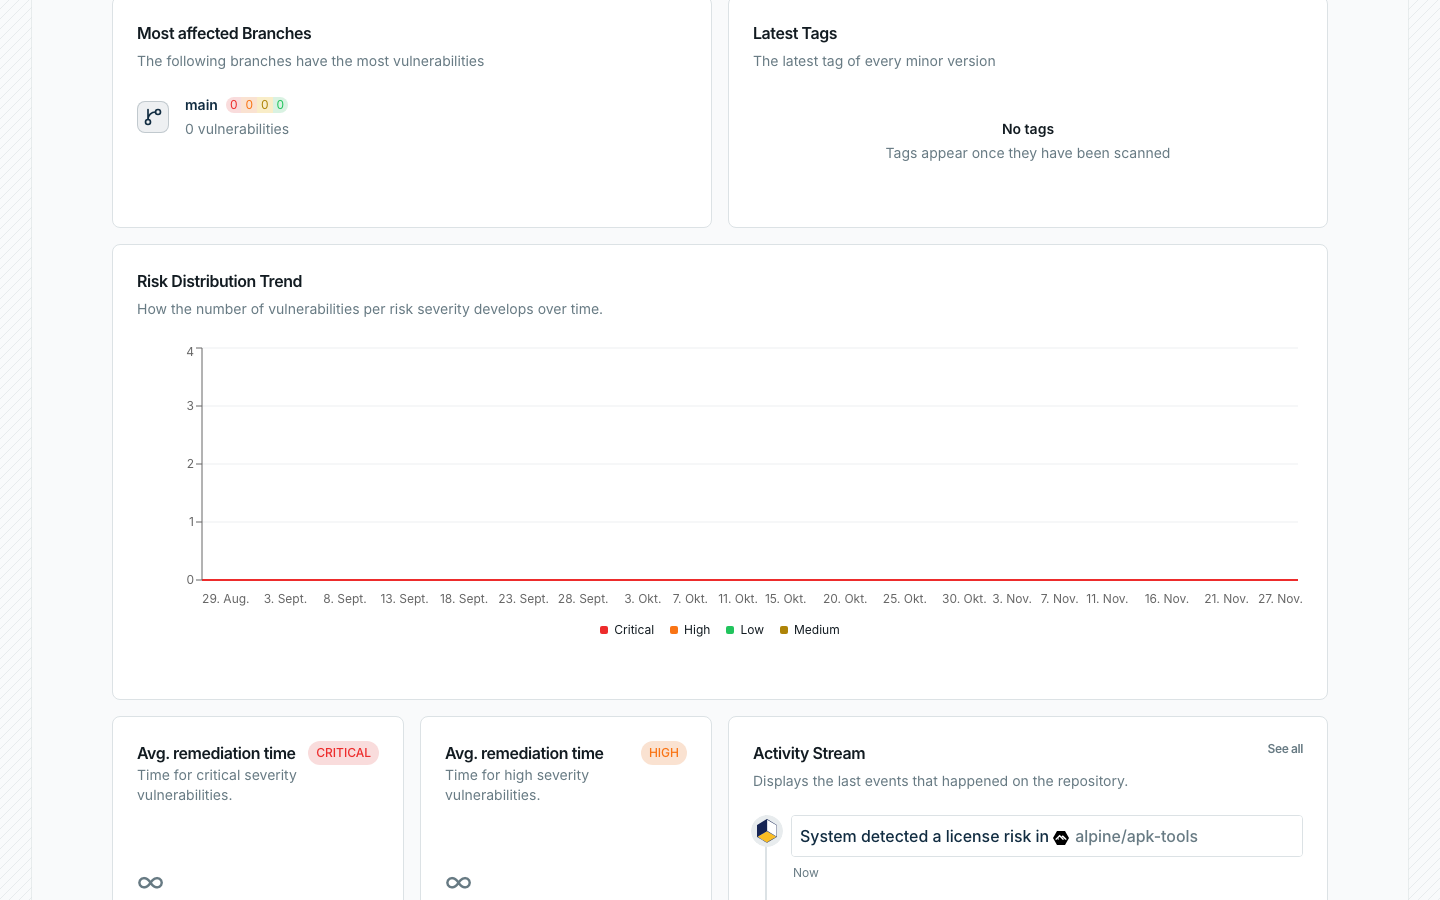 Most affected Branches
The following branches have the most vulnerabilities
main 0 0 0 0
0 vulnerabilities
Latest Tags
The latest tag of every minor version
No tags
Tags appear once they have been scanned
Risk Distribution Trend
How the number of vulnerabilities per risk severity develops over time.
4
3
2
1
0
29. Aug. 3. Sept. 8. Sept. 13. Sept. 18. Sept. 23. Sept. 28. Sept. 3. Okt. 7. Okt. 11. Okt. 15. Okt. 20. Okt. 25. Okt. 30. Okt. 3. Nov. 7. Nov. 11. Nov. 16. Nov. 21. Nov. 27. Nov.
Critical High Low Medium
Avg. remediation time CRITICAL
Time for critical severity
vulnerabilities.
∞
Avg. remediation time HIGH
Time for high severity
vulnerabilities.
∞
Activity Stream
See all
Displays the last events that happened on the repository.
System detected a license risk in alpine/apk-tools
Now